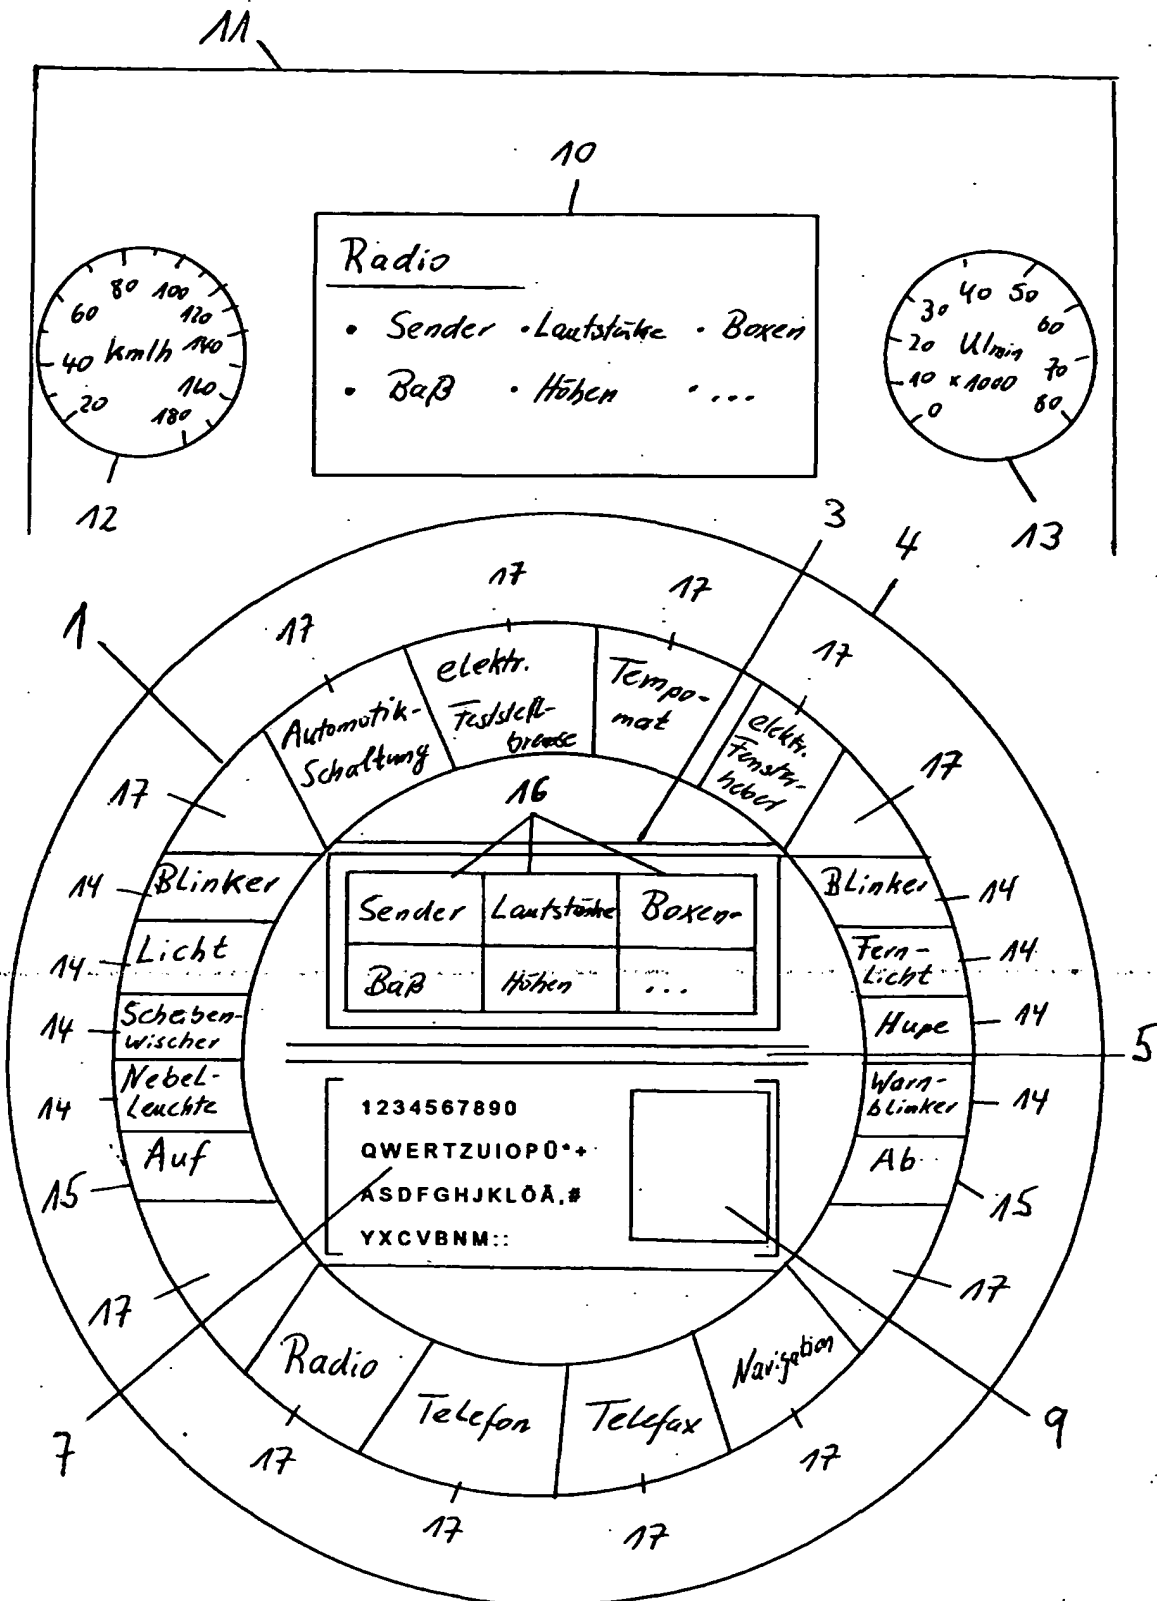 11
10
Radio
• Sender • Lautstärke • Boxen
• Baß • Höhen • ...
20 40 60 80 100 120 140 160 180
km/h
0 10 20 30 40 50 60 70 80
U/min
x 1000
12
13
3
4
1
17
17
17
17
17
17
Automatik-
Schaltung
elektr.
Feststell-
bremse
Tempo-
mat
elektr.
Fenster-
heber
16
14
Blinker
Blinker
14
14
Licht
Fern-
Licht
14
14
Scheiben-
wischer
Hupe
14
14
Nebel-
Leuchte
Warn-
blinker
14
15
Auf
Ab
15
Sender Lautstärke Boxen-
Baß Höhen ...
5
1234567890
QWERTZUIOPÜ*+
ASDFGHJKLÖÄ,#
YXCVBNM::
17
17
Radio
Telefon
Telefax
Navigation
7
9
17
17
17
17